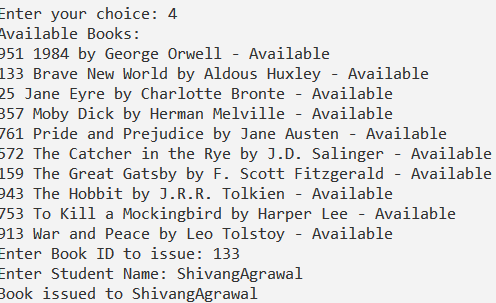 Enter your choice: 4
Available Books:
951 1984 by George Orwell - Available
133 Brave New World by Aldous Huxley - Available
25 Jane Eyre by Charlotte Bronte - Available
357 Moby Dick by Herman Melville - Available
761 Pride and Prejudice by Jane Austen - Available
572 The Catcher in the Rye by J.D. Salinger - Available
159 The Great Gatsby by F. Scott Fitzgerald - Available
943 The Hobbit by J.R.R. Tolkien - Available
753 To Kill a Mockingbird by Harper Lee - Available
913 War and Peace by Leo Tolstoy - Available
Enter Book ID to issue: 133
Enter Student Name: ShivangAgrawal
Book issued to ShivangAgrawal